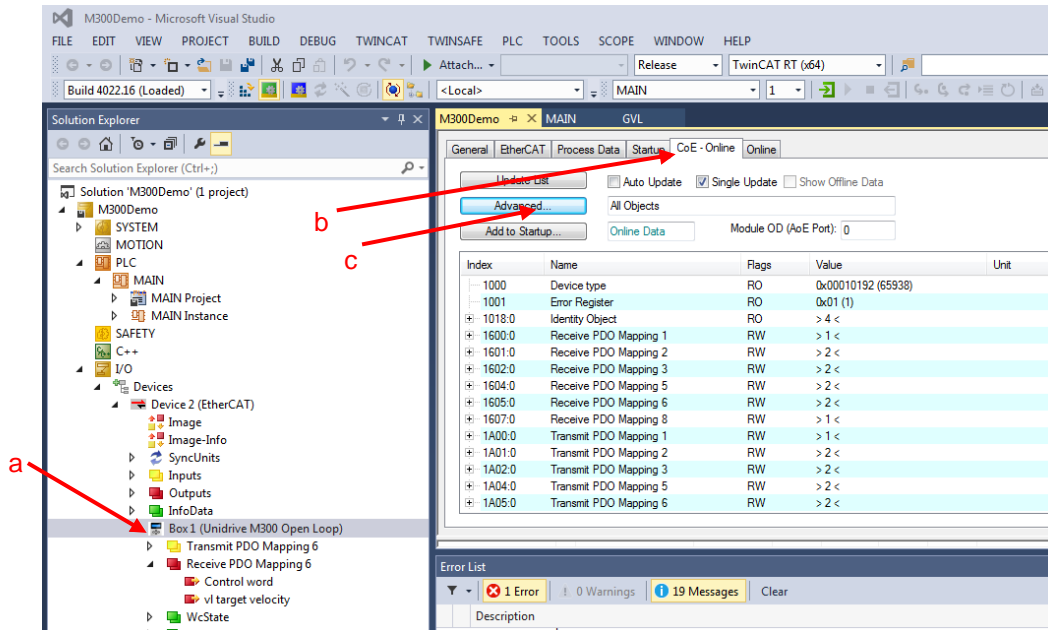 M300Demo - Microsoft Visual Studio
FILE EDIT VIEW PROJECT BUILD DEBUG TWINCAT TWINSAFE PLC TOOLS SCOPE WINDOW HELP
Attach... Release TwinCAT RT (x64)
Build 4022.16 (Loaded) <Local> MAIN 1
Solution Explorer
Search Solution Explorer (Ctrl+;)
Solution 'M300Demo' (1 project)
M300Demo
SYSTEM
MOTION
PLC
MAIN
MAIN Project
MAIN Instance
SAFETY
C++
I/O
Devices
Device 2 (EtherCAT)
Image
Image-Info
SyncUnits
Inputs
Outputs
InfoData
a
Box 1 (Unidrive M300 Open Loop)
Transmit PDO Mapping 6
Receive PDO Mapping 6
Control word
vl target velocity
WcState
M300Demo MAIN GVL
General EtherCAT Process Data Startup CoE - Online Online
Update List Auto Update Single Update Show Offline Data
b
Advanced... All Objects
c
Add to Startup... Online Data Module OD (AoE Port): 0
Index Name Flags Value Unit
1000 Device type RO 0x00010192 (65938)
1001 Error Register RO 0x01 (1)
1018:0 Identity Object RO > 4 <
1600:0 Receive PDO Mapping 1 RW > 1 <
1601:0 Receive PDO Mapping 2 RW > 2 <
1602:0 Receive PDO Mapping 3 RW > 2 <
1604:0 Receive PDO Mapping 5 RW > 2 <
1605:0 Receive PDO Mapping 6 RW > 2 <
1607:0 Receive PDO Mapping 8 RW > 1 <
1A00:0 Transmit PDO Mapping 1 RW > 1 <
1A01:0 Transmit PDO Mapping 2 RW > 2 <
1A02:0 Transmit PDO Mapping 3 RW > 2 <
1A04:0 Transmit PDO Mapping 5 RW > 2 <
1A05:0 Transmit PDO Mapping 6 RW > 2 <
Error List
1 Error 0 Warnings 19 Messages Clear
Description